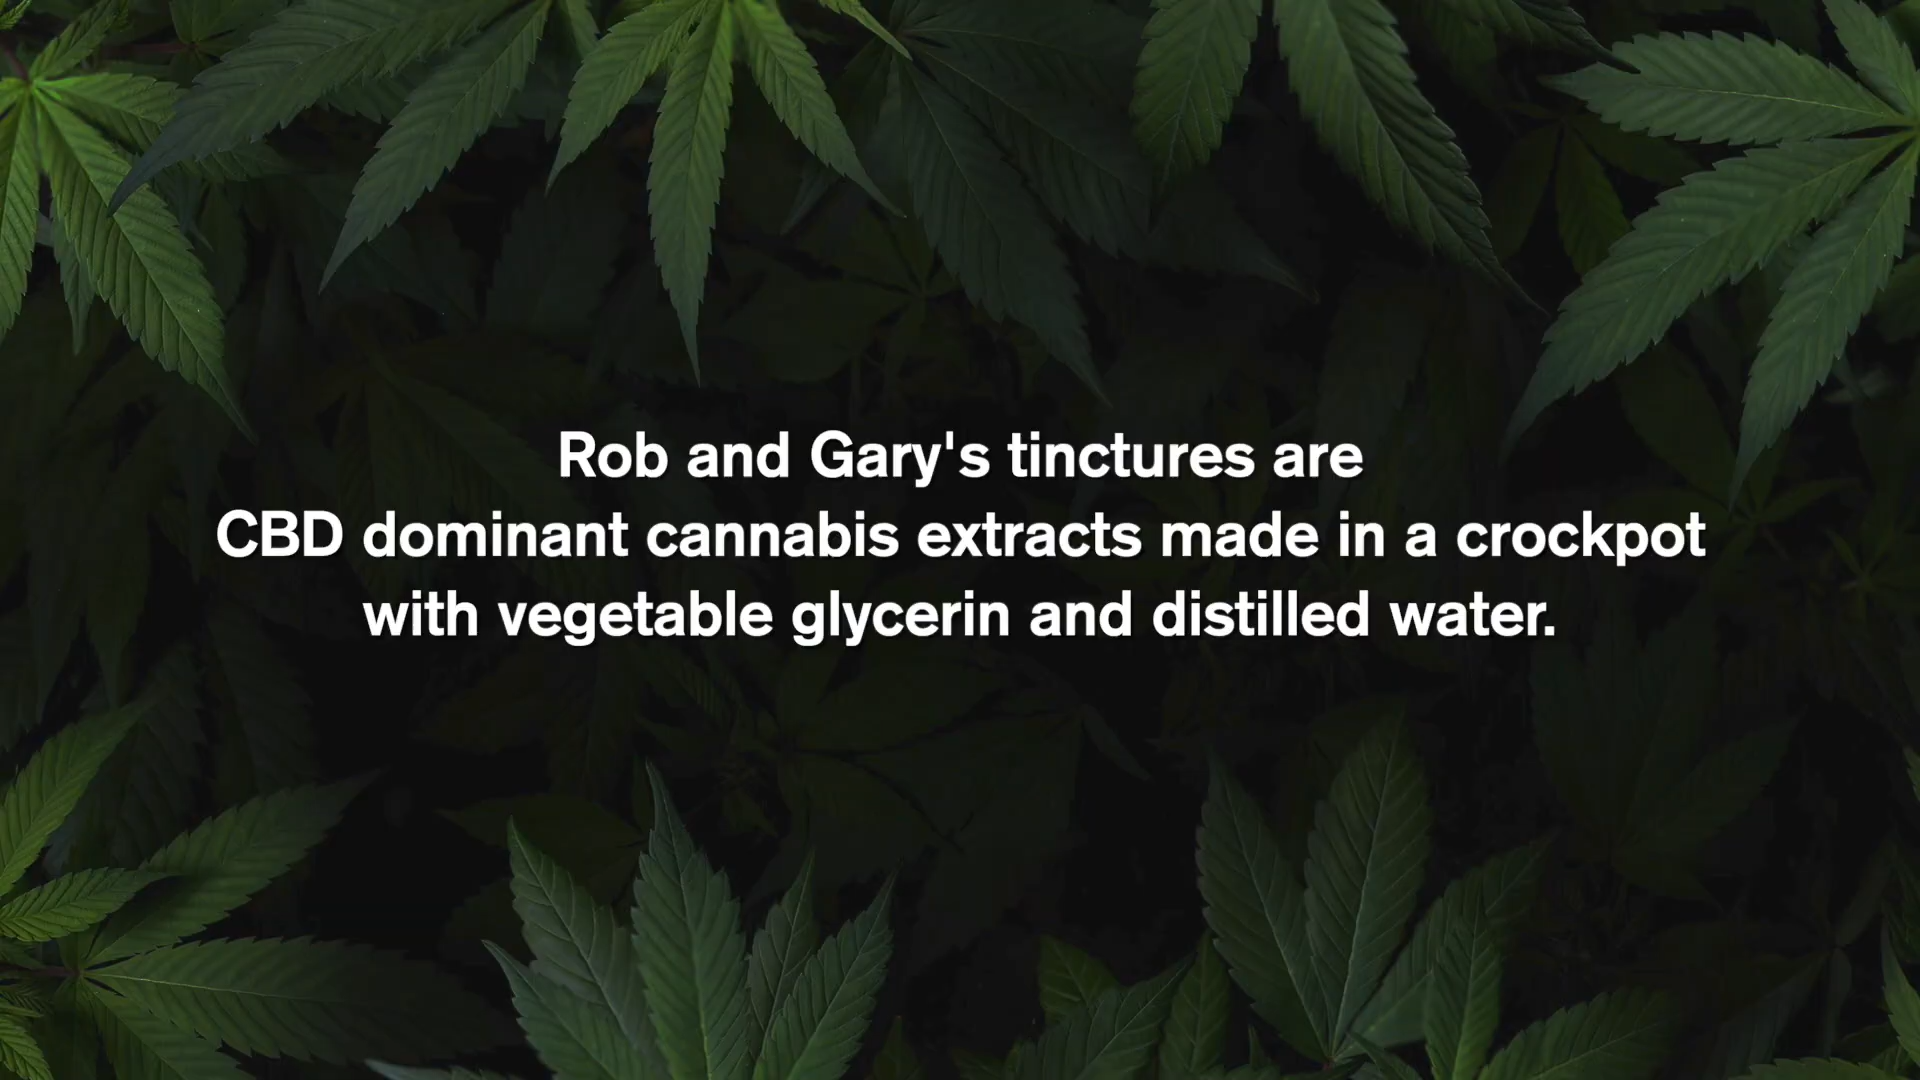 Rob and Gary's tinctures are
CBD dominant cannabis extracts made in a crockpot
with vegetable glycerin and distilled water.